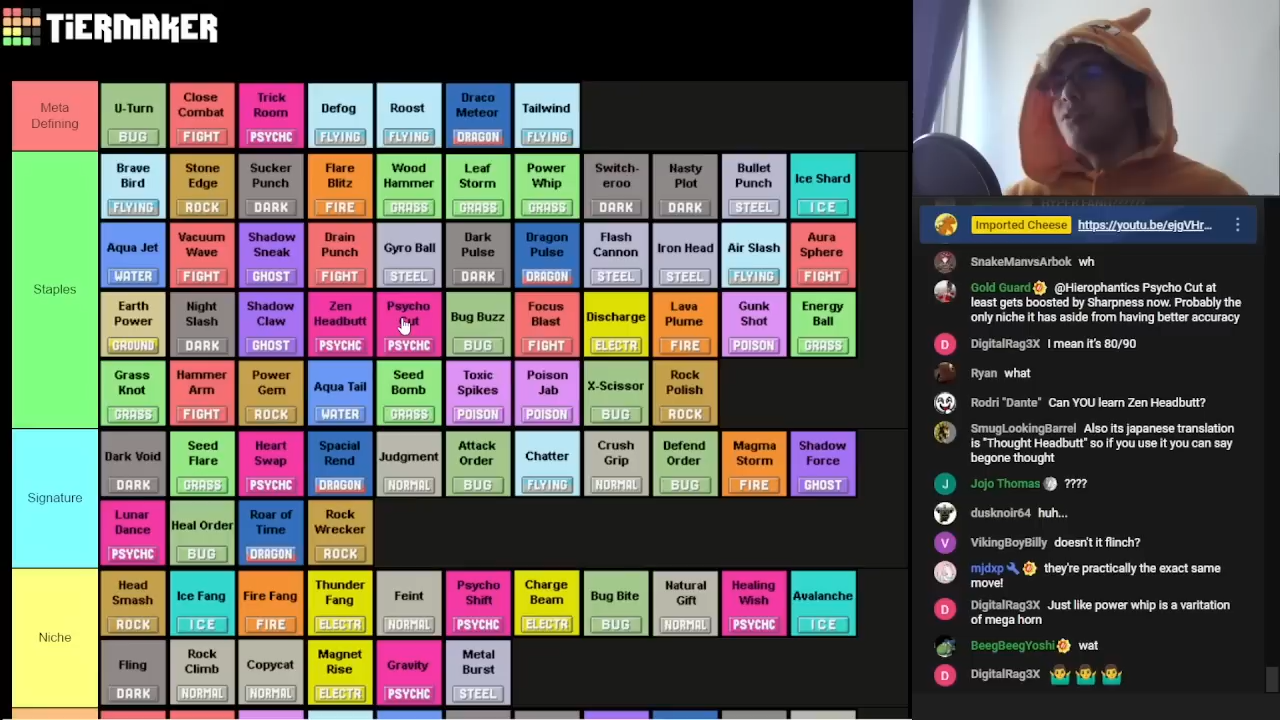 TiERMAKER
Meta
Defining
U-Turn
BUG
Close
Combat
FIGHT
Trick
Room
PSYCHC
Defog
FLYING
Roost
FLYING
Draco
Meteor
DRAGON
Tailwind
FLYING
Staples
Brave
Bird
FLYING
Stone
Edge
ROCK
Sucker
Punch
DARK
Flare
Blitz
FIRE
Wood
Hammer
GRASS
Leaf
Storm
GRASS
Power
Whip
GRASS
Switch-
eroo
DARK
Nasty
Plot
DARK
Bullet
Punch
STEEL
Ice Shard
ICE
Aqua Jet
WATER
Vacuum
Wave
FIGHT
Shadow
Sneak
GHOST
Drain
Punch
FIGHT
Gyro Ball
STEEL
Dark
Pulse
DARK
Dragon
Pulse
DRAGON
Flash
Cannon
STEEL
Iron Head
STEEL
Air Slash
FLYING
Aura
Sphere
FIGHT
Earth
Power
GROUND
Night
Slash
DARK
Shadow
Claw
GHOST
Zen
Headbutt
PSYCHC
Psycho
Cut
PSYCHC
Bug Buzz
BUG
Focus
Blast
FIGHT
Discharge
ELECTR
Lava
Plume
FIRE
Gunk
Shot
POISON
Energy
Ball
GRASS
Grass
Knot
GRASS
Hammer
Arm
FIGHT
Power
Gem
ROCK
Aqua Tail
WATER
Seed
Bomb
GRASS
Toxic
Spikes
POISON
Poison
Jab
POISON
X-Scissor
BUG
Rock
Polish
ROCK
Signature
Dark Void
DARK
Seed
Flare
GRASS
Heart
Swap
PSYCHC
Spacial
Rend
DRAGON
Judgment
NORMAL
Attack
Order
BUG
Chatter
FLYING
Crush
Grip
NORMAL
Defend
Order
BUG
Magma
Storm
FIRE
Shadow
Force
GHOST
Lunar
Dance
PSYCHC
Heal Order
BUG
Roar of
Time
DRAGON
Rock
Wrecker
ROCK
Niche
Head
Smash
ROCK
Ice Fang
ICE
Fire Fang
FIRE
Thunder
Fang
ELECTR
Feint
NORMAL
Psycho
Shift
PSYCHC
Charge
Beam
ELECTR
Bug Bite
BUG
Natural
Gift
NORMAL
Healing
Wish
PSYCHC
Avalanche
ICE
Fling
DARK
Rock
Climb
NORMAL
Copycat
NORMAL
Magnet
Rise
ELECTR
Gravity
PSYCHC
Metal
Burst
STEEL
Imported Cheese https://youtu.be/ejgVHr...
SnakeManvsArbok wh
Gold Guard @Hierophantics Psycho Cut at
least gets boosted by Sharpness now. Probably the
only niche it has aside from having better accuracy
DigitalRag3X I mean it's 80/90
Ryan what
Rodri "Dante" Can YOU learn Zen Headbutt?
SmugLookingBarrel Also its japanese translation
is "Thought Headbutt" so if you use it you can say
begone thought
Jojo Thomas ????
dusknoir64 huh...
VikingBoyBilly doesn't it flinch?
mjdxp they're practically the exact same
move!
DigitalRag3X Just like power whip is a varitation
of mega horn
BeegBeegYoshi wat
DigitalRag3X